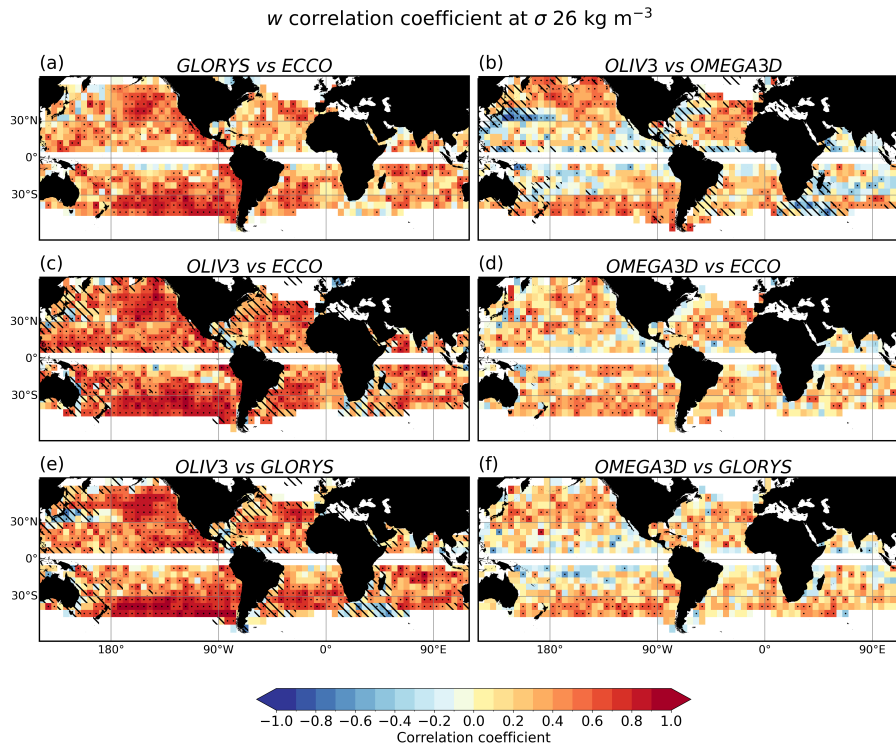 w correlation coefficient at σ 26 kg m⁻³
(a) GLORYS vs ECCO
(b) OLIV3 vs OMEGA3D
30°N
0°
30°S
(c) OLIV3 vs ECCO
(d) OMEGA3D vs ECCO
30°N
0°
30°S
(e) OLIV3 vs GLORYS
(f) OMEGA3D vs GLORYS
30°N
0°
30°S
180° 90°W 0° 90°E 180° 90°W 0° 90°E
−1.0 −0.8 −0.6 −0.4 −0.2 0.0 0.2 0.4 0.6 0.8 1.0
Correlation coefficient